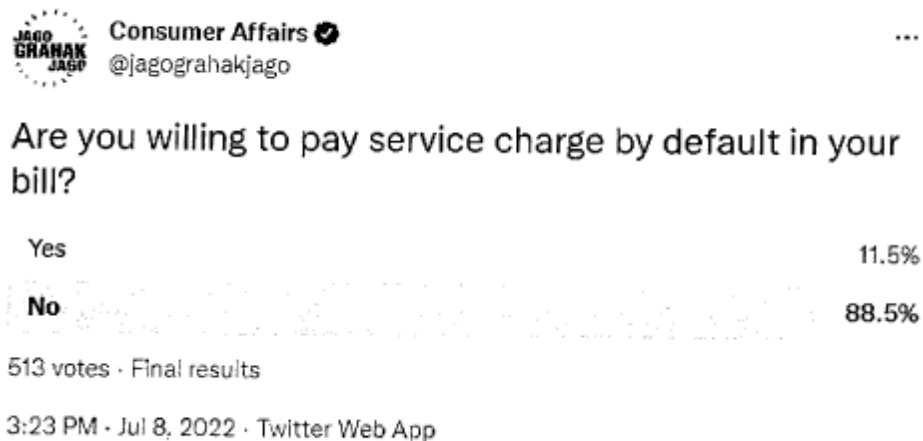 JAGO
GRAHAK
JAGO
Consumer Affairs
@jagograhakjago
Are you willing to pay service charge by default in your
bill?
Yes 11.5%
No 88.5%
513 votes · Final results
3:23 PM · Jul 8, 2022 · Twitter Web App